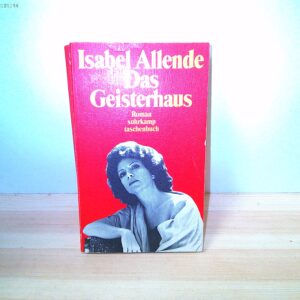 Isabel Allende
Das
Geisterhaus
Roman
suhrkamp
taschenbuch